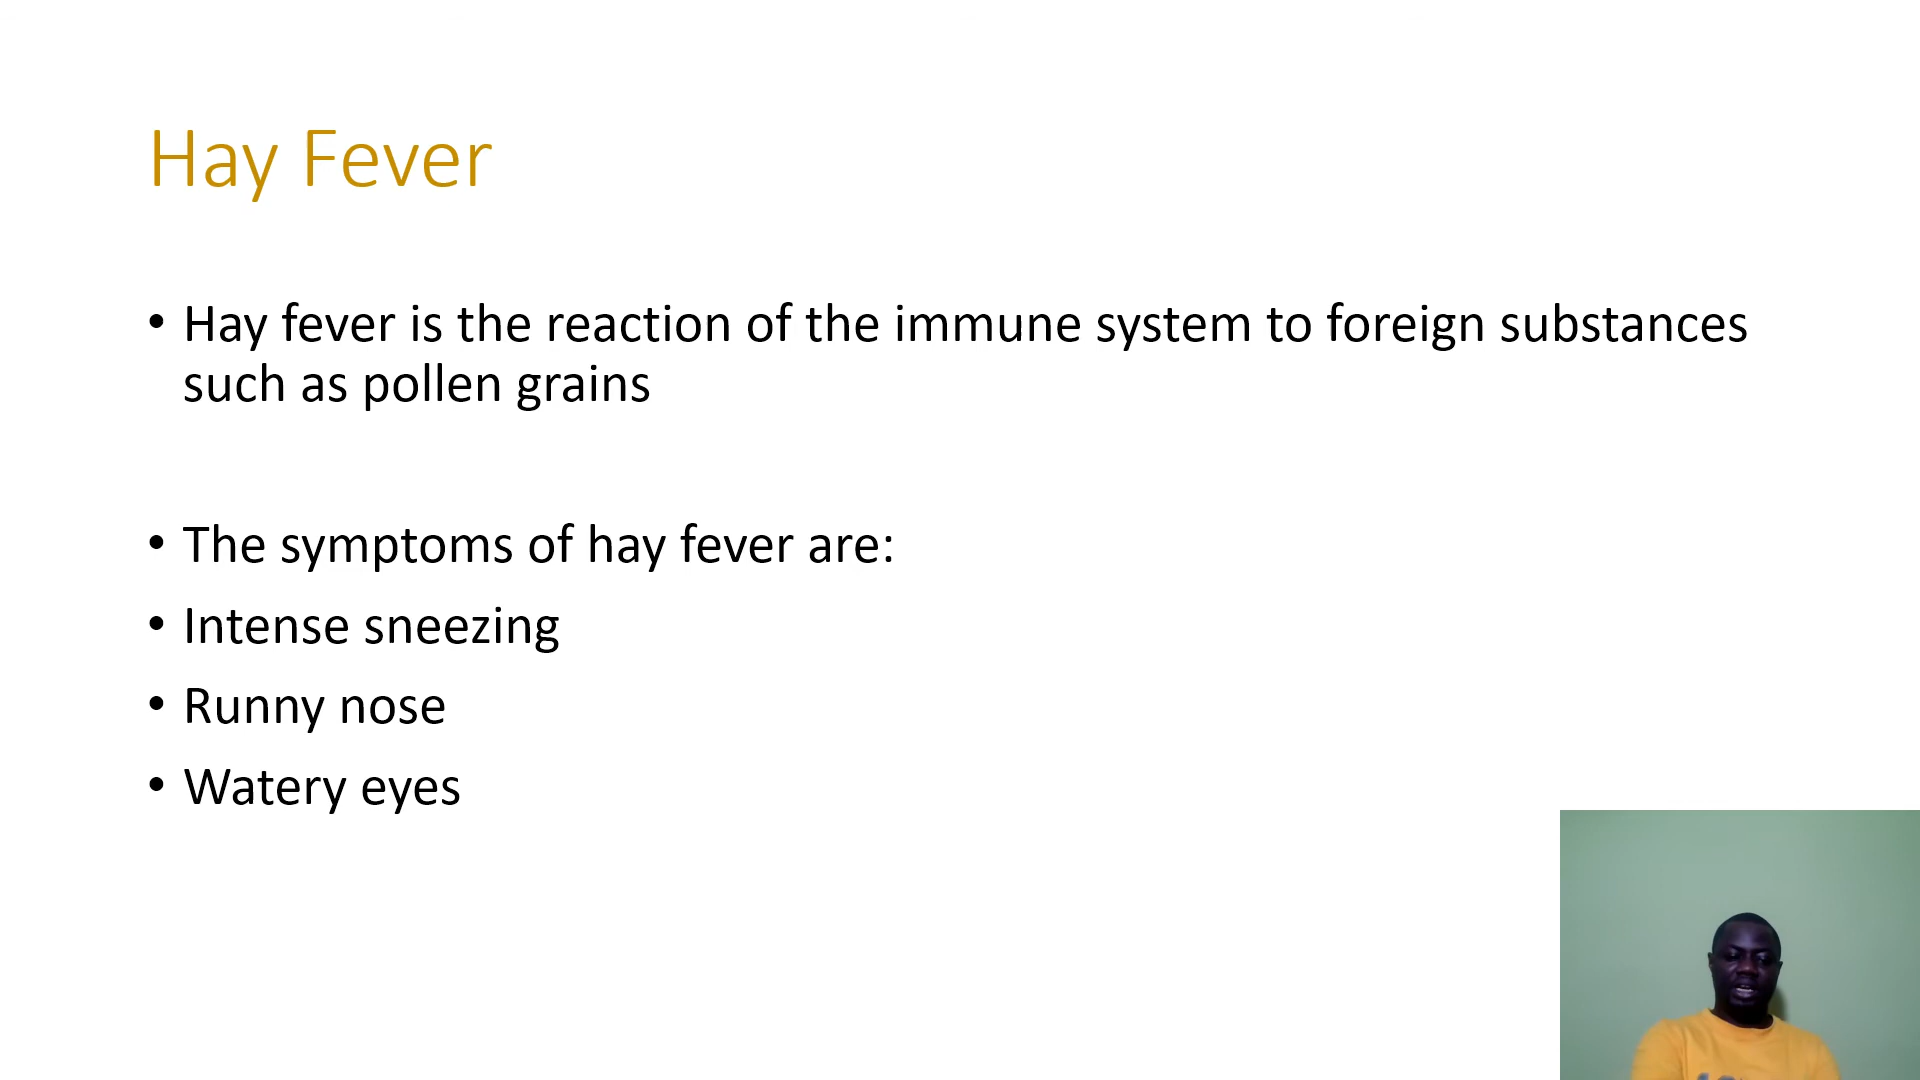 Hay Fever
• Hay fever is the reaction of the immune system to foreign substances
such as pollen grains
• The symptoms of hay fever are:
• Intense sneezing
• Runny nose
• Watery eyes